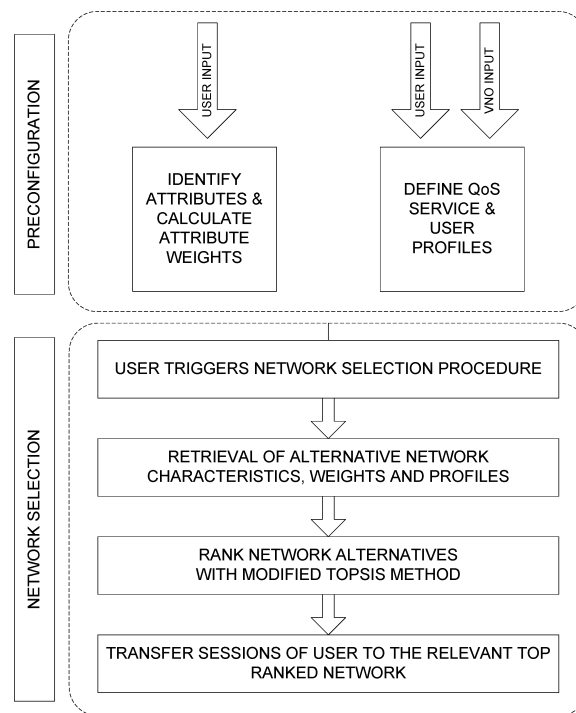 PRECONFIGURATION
USER INPUT
USER INPUT
VNO INPUT
IDENTIFY
ATTRIBUTES &
CALCULATE
ATTRIBUTE
WEIGHTS
DEFINE QoS
SERVICE &
USER
PROFILES
NETWORK SELECTION
USER TRIGGERS NETWORK SELECTION PROCEDURE
RETRIEVAL OF ALTERNATIVE NETWORK
CHARACTERISTICS, WEIGHTS AND PROFILES
RANK NETWORK ALTERNATIVES
WITH MODIFIED TOPSIS METHOD
TRANSFER SESSIONS OF USER TO THE RELEVANT TOP
RANKED NETWORK